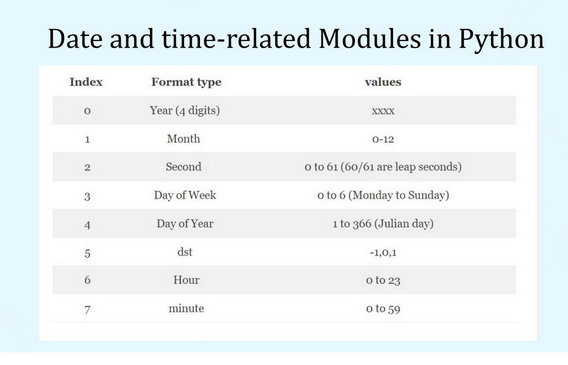 Date and time-related Modules in Python
Index Format type values
0 Year (4 digits) xxxx
1 Month 0-12
2 Second 0 to 61 (60/61 are leap seconds)
3 Day of Week 0 to 6 (Monday to Sunday)
4 Day of Year 1 to 366 (Julian day)
5 dst -1,0,1
6 Hour 0 to 23
7 minute 0 to 59